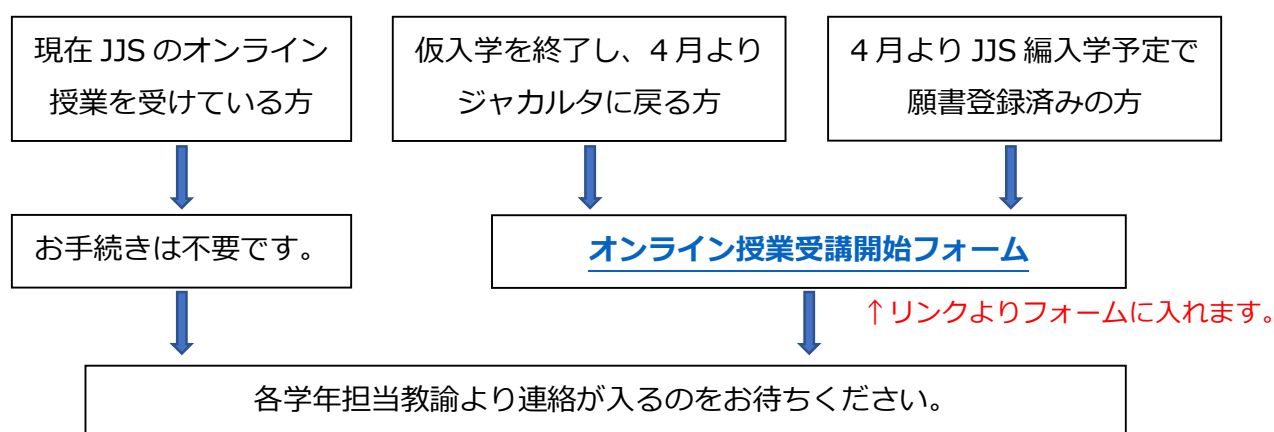 現在 JJS のオンライン
授業を受けている方
仮入学を終了し、４月より
ジャカルタに戻る方
４月より JJS 編入学予定で
願書登録済みの方
お手続きは不要です。
オンライン授業受講開始フォーム
↑リンクよりフォームに入れます。
各学年担当教諭より連絡が入るのをお待ちください。